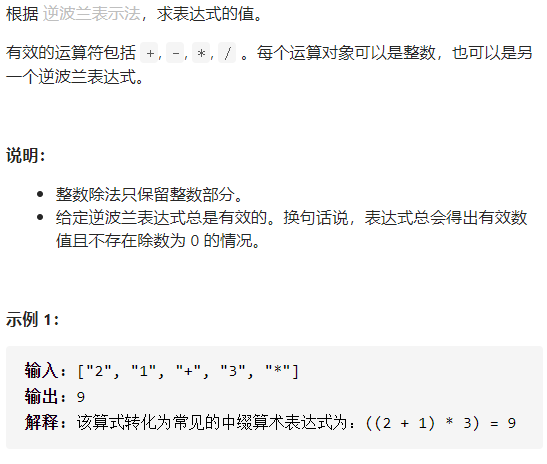 根据 逆波兰表示法，求表达式的值。
有效的运算符包括 +, -, *, / 。每个运算对象可以是整数，也可以是另
一个逆波兰表达式。
说明：
• 整数除法只保留整数部分。
• 给定逆波兰表达式总是有效的。换句话说，表达式总会得出有效数
值且不存在除数为 0 的情况。
示例 1：
输入: ["2", "1", "+", "3", "*"]
输出: 9
解释: 该算式转化为常见的中缀算术表达式为：((2 + 1) * 3) = 9